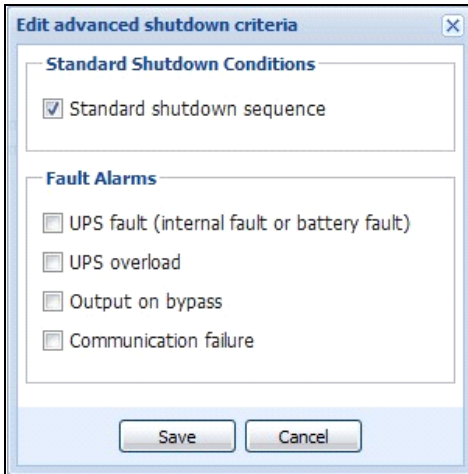 Edit advanced shutdown criteria
Standard Shutdown Conditions
Standard shutdown sequence
Fault Alarms
UPS fault (internal fault or battery fault)
UPS overload
Output on bypass
Communication failure
Save Cancel